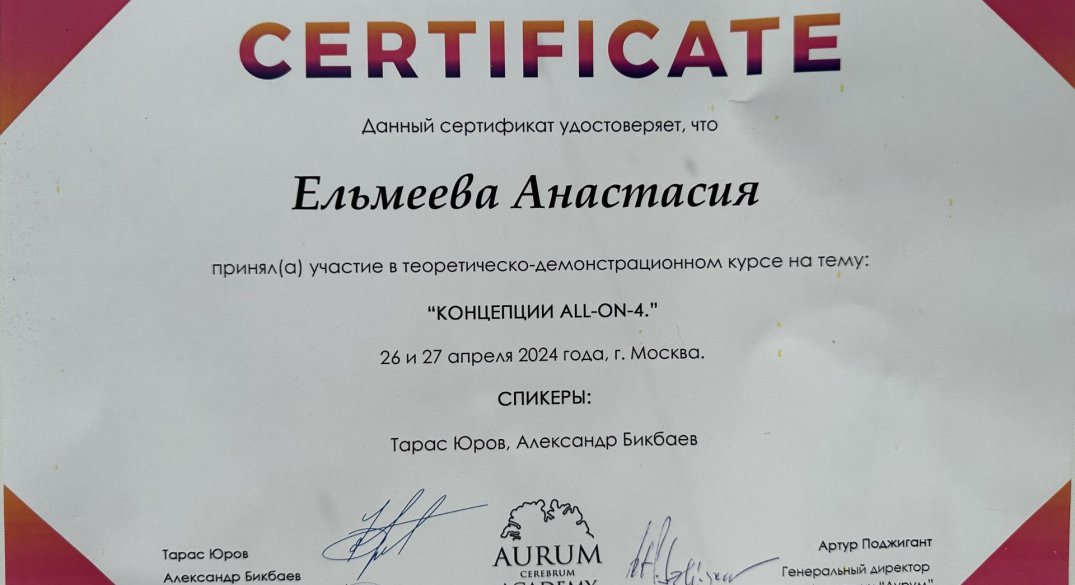 CERTIFICATE
Данный сертификат удостоверяет, что
Ельмеева Анастасия
принял(а) участие в теоретическо-демонстрационном курсе на тему:
“КОНЦЕПЦИИ ALL-ON-4.”
26 и 27 апреля 2024 года, г. Москва.
СПИКЕРЫ:
Тарас Юров, Александр Бикбаев
Тарас Юров
Александр Бикбаев
AURUM
CEREBRUM
ACADEMY
Артур Поджигант
Генеральный директор
"Аурум"